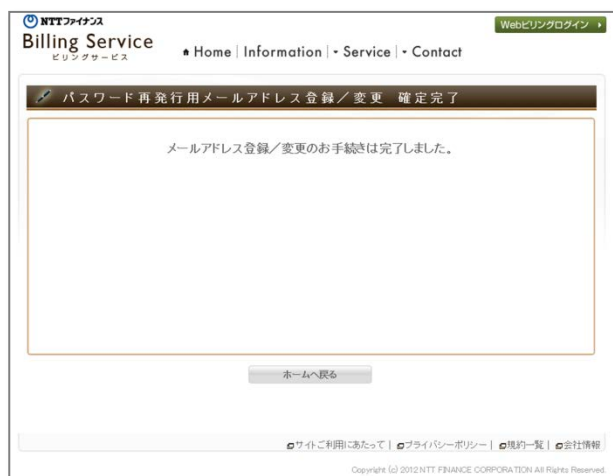 NTTファイナンス
Webビリングログイン
Billing Service
ビリングサービス
Home | Information | Service | Contact
パスワード再発行用メールアドレス登録／変更 確定完了
メールアドレス登録／変更のお手続きは完了しました。
ホームへ戻る
サイトご利用にあたって | プライバシーポリシー | 規約一覧 | 会社情報
Copyright (c) 2012 NTT FINANCE CORPORATION All Rights Reserved.